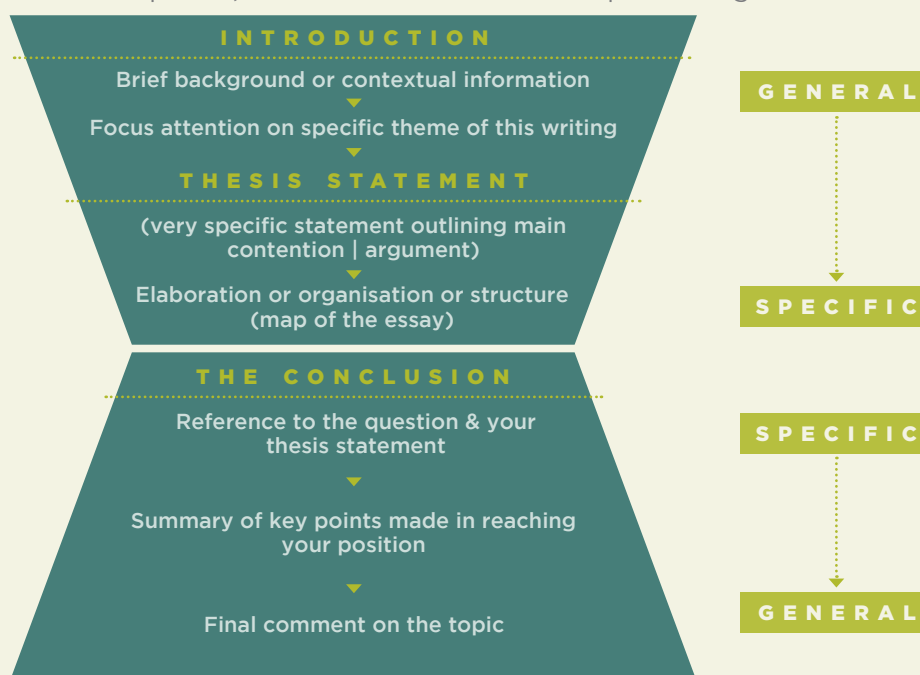 INTRODUCTION
Brief background or contextual information
Focus attention on specific theme of this writing
THESIS STATEMENT
(very specific statement outlining main
contention | argument)
Elaboration or organisation or structure
(map of the essay)
THE CONCLUSION
Reference to the question & your
thesis statement
Summary of key points made in reaching
your position
Final comment on the topic
GENERAL
SPECIFIC
SPECIFIC
GENERAL